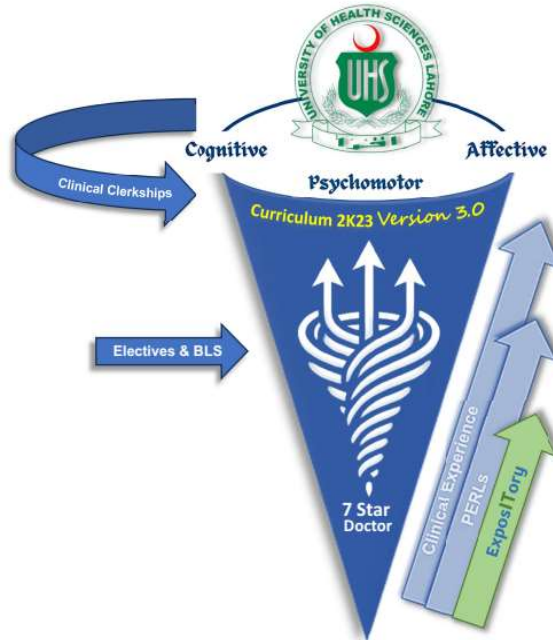 UNIVERSITY OF HEALTH SCIENCES LAHORE
UHS
اقرأ
Cognitive
Affective
Psychomotor
Clinical Clerkships
Curriculum 2K23 Version 3.0
Electives & BLS
7 Star
Doctor
Clinical Experience
PERLs
ExposITory